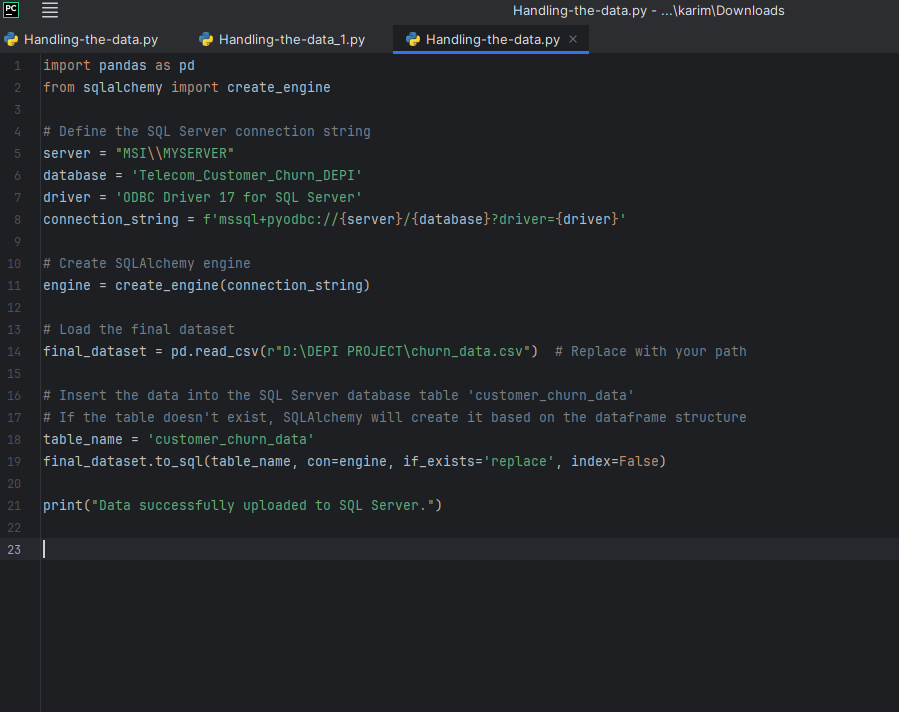 PC
Handling-the-data.py - ...\karim\Downloads
Handling-the-data.py
Handling-the-data_1.py
Handling-the-data.py
1 import pandas as pd
2 from sqlalchemy import create_engine
3
4 # Define the SQL Server connection string
5 server = "MSI\\MYSERVER"
6 database = 'Telecom_Customer_Churn_DEPI'
7 driver = 'ODBC Driver 17 for SQL Server'
8 connection_string = f'mssql+pyodbc://{server}/{database}?driver={driver}'
9
10 # Create SQLAlchemy engine
11 engine = create_engine(connection_string)
12
13 # Load the final dataset
14 final_dataset = pd.read_csv(r"D:\DEPI PROJECT\churn_data.csv")  # Replace with your path
15
16 # Insert the data into the SQL Server database table 'customer_churn_data'
17 # If the table doesn't exist, SQLAlchemy will create it based on the dataframe structure
18 table_name = 'customer_churn_data'
19 final_dataset.to_sql(table_name, con=engine, if_exists='replace', index=False)
20
21 print("Data successfully uploaded to SQL Server.")
22
23